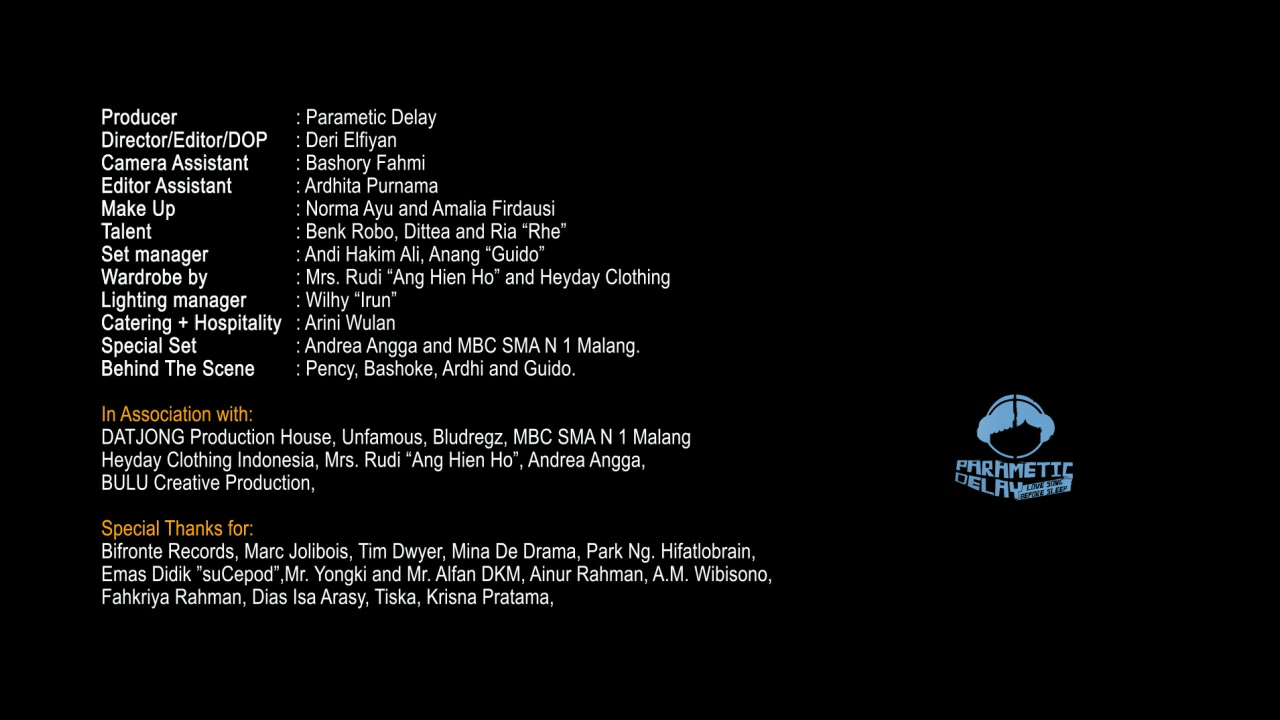 Producer : Parametic Delay
Director/Editor/DOP : Deri Elfiyan
Camera Assistant : Bashory Fahmi
Editor Assistant : Ardhita Purnama
Make Up : Norma Ayu and Amalia Firdausi
Talent : Benk Robo, Dittea and Ria “Rhe”
Set manager : Andi Hakim Ali, Anang “Guido”
Wardrobe by : Mrs. Rudi “Ang Hien Ho” and Heyday Clothing
Lighting manager : Wilhy “Irun”
Catering + Hospitality : Arini Wulan
Special Set : Andrea Angga and MBC SMA N 1 Malang.
Behind The Scene : Pency, Bashoke, Ardhi and Guido.
In Association with:
DATJONG Production House, Unfamous, Bludregz, MBC SMA N 1 Malang
Heyday Clothing Indonesia, Mrs. Rudi “Ang Hien Ho”, Andrea Angga,
BULU Creative Production,
Special Thanks for:
Bifronte Records, Marc Jolibois, Tim Dwyer, Mina De Drama, Park Ng. Hifatlobrain,
Emas Didik ”suCepod”,Mr. Yongki and Mr. Alfan DKM, Ainur Rahman, A.M. Wibisono,
Fahkriya Rahman, Dias Isa Arasy, Tiska, Krisna Pratama,
PARAMETIC
DELAY
LOVE SONG
BEFORE SLEEP